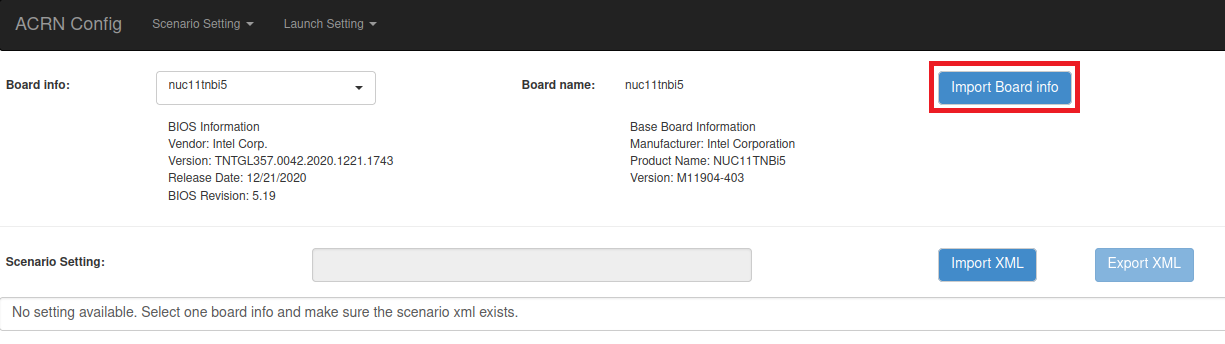 ACRN Config Scenario Setting Launch Setting
Board info: nuc11tnbi5 Board name: nuc11tnbi5 Import Board info
BIOS Information
Vendor: Intel Corp.
Version: TNTGL357.0042.2020.1221.1743
Release Date: 12/21/2020
BIOS Revision: 5.19
Base Board Information
Manufacturer: Intel Corporation
Product Name: NUC11TNBi5
Version: M11904-403
Scenario Setting: Import XML Export XML
No setting available. Select one board info and make sure the scenario xml exists.